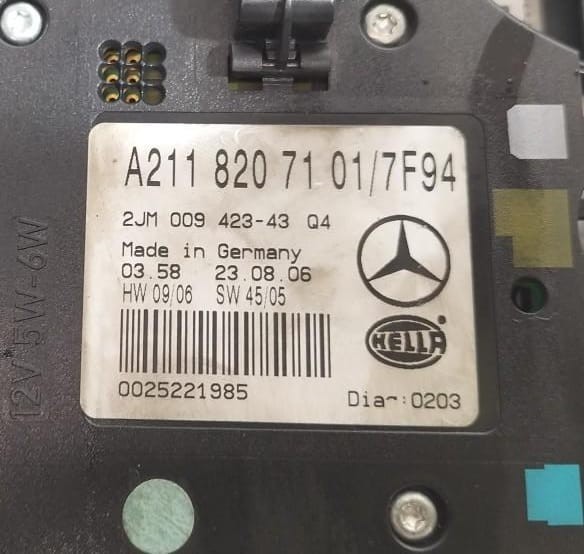 A211 820 71 01/7F94
2JM 009 423-43 Q4
Made in Germany
03.58 23.08.06
HW 09/06 SW 45/05
HELLA
®
0025221985
Dia~:0203
12V 5W-6W